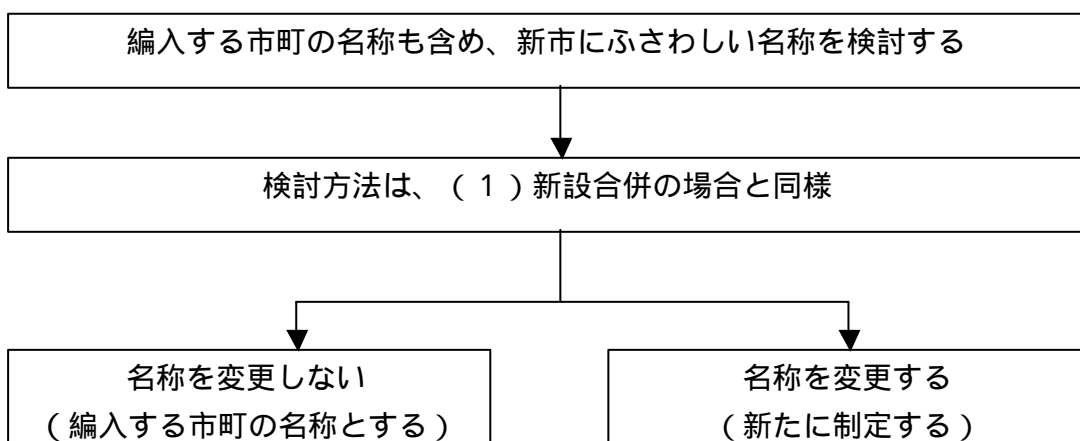 編入する市町の名称も含め、新市にふさわしい名称を検討する
検討方法は、（１）新設合併の場合と同様
名称を変更しない
（編入する市町の名称とする）
名称を変更する
（新たに制定する）